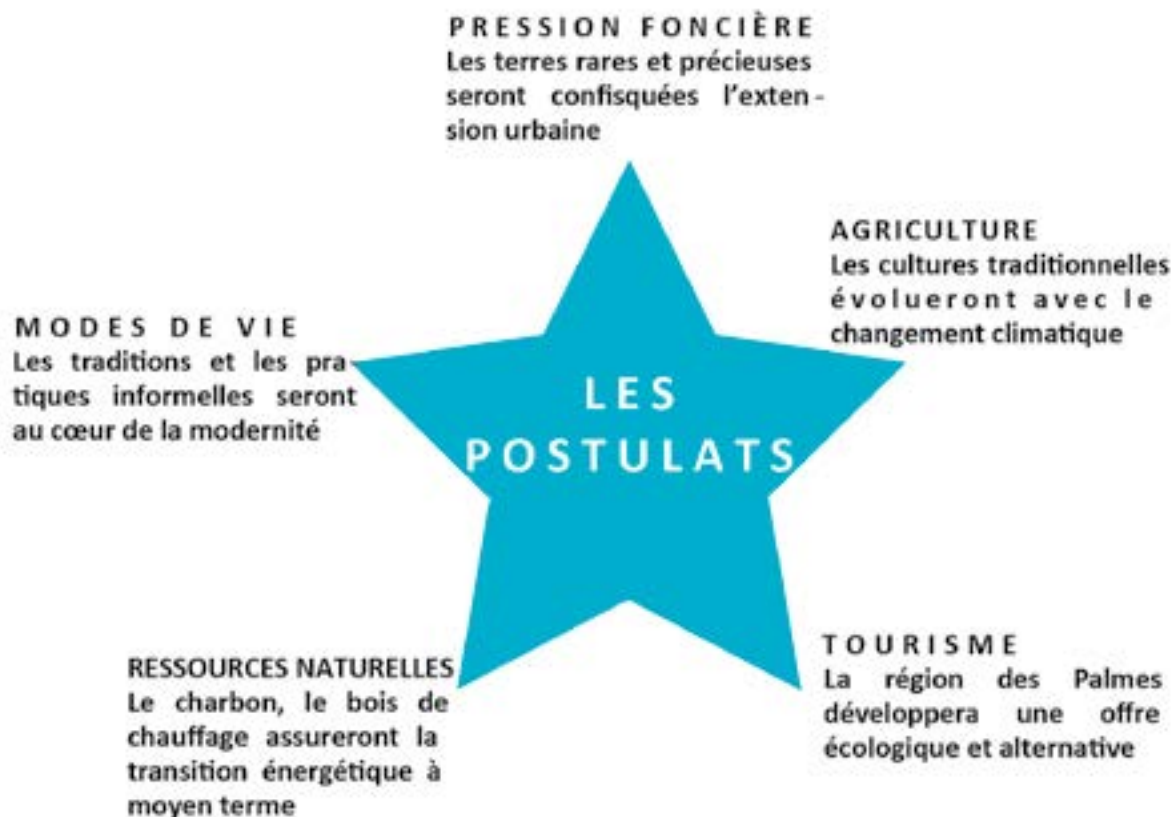 PRESSION FONCIÈRE
Les terres rares et précieuses
seront confisquées l'exten-
sion urbaine
AGRICULTURE
Les cultures traditionnelles
évolueront avec le
changement climatique
MODES DE VIE
Les traditions et les pra-
tiques informelles seront
au cœur de la modernité
LES
POSTULATS
RESSOURCES NATURELLES
Le charbon, le bois de
chauffage assureront la
transition énergétique à
moyen terme
TOURISME
La région des Palmes
développera une offre
écologique et alternative